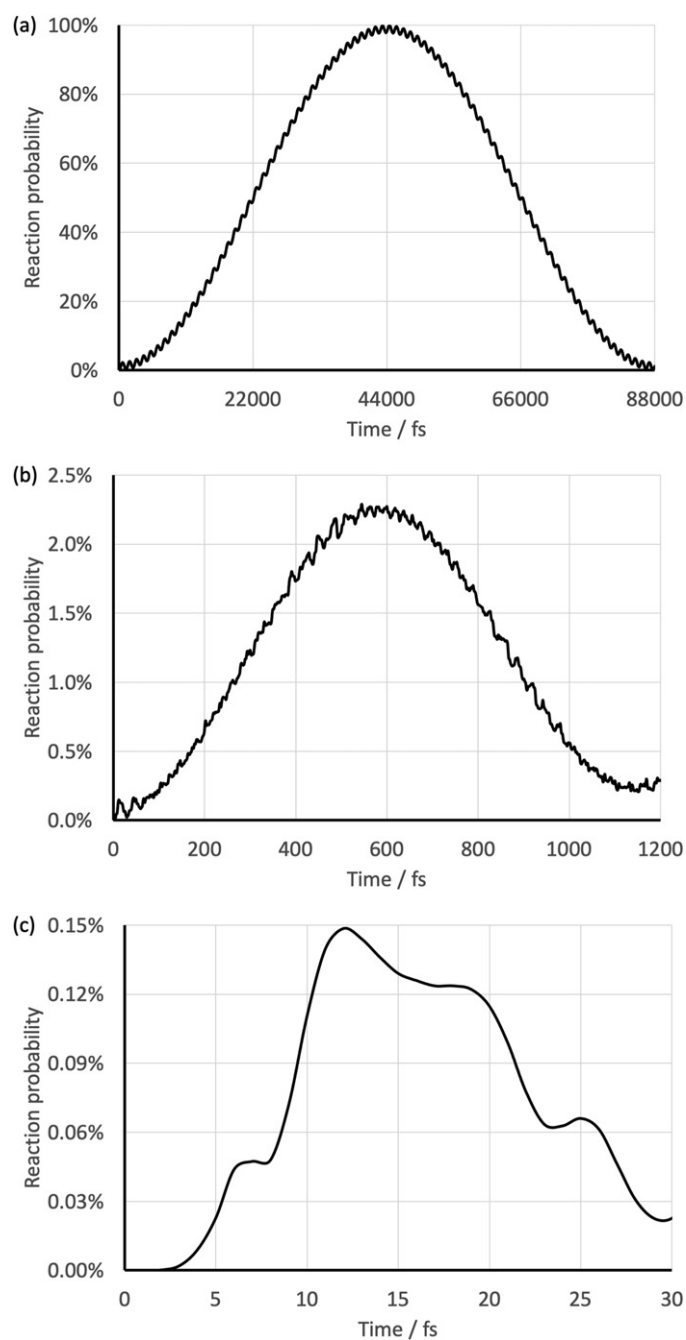 (a)
100%
80%
60%
40%
20%
0%
Reaction probability
0 22000 44000 66000 88000
Time / fs
(b)
2.5%
2.0%
1.5%
1.0%
0.5%
0.0%
Reaction probability
0 200 400 600 800 1000 1200
Time / fs
(c)
0.15%
0.12%
0.09%
0.06%
0.03%
0.00%
Reaction probability
0 5 10 15 20 25 30
Time / fs